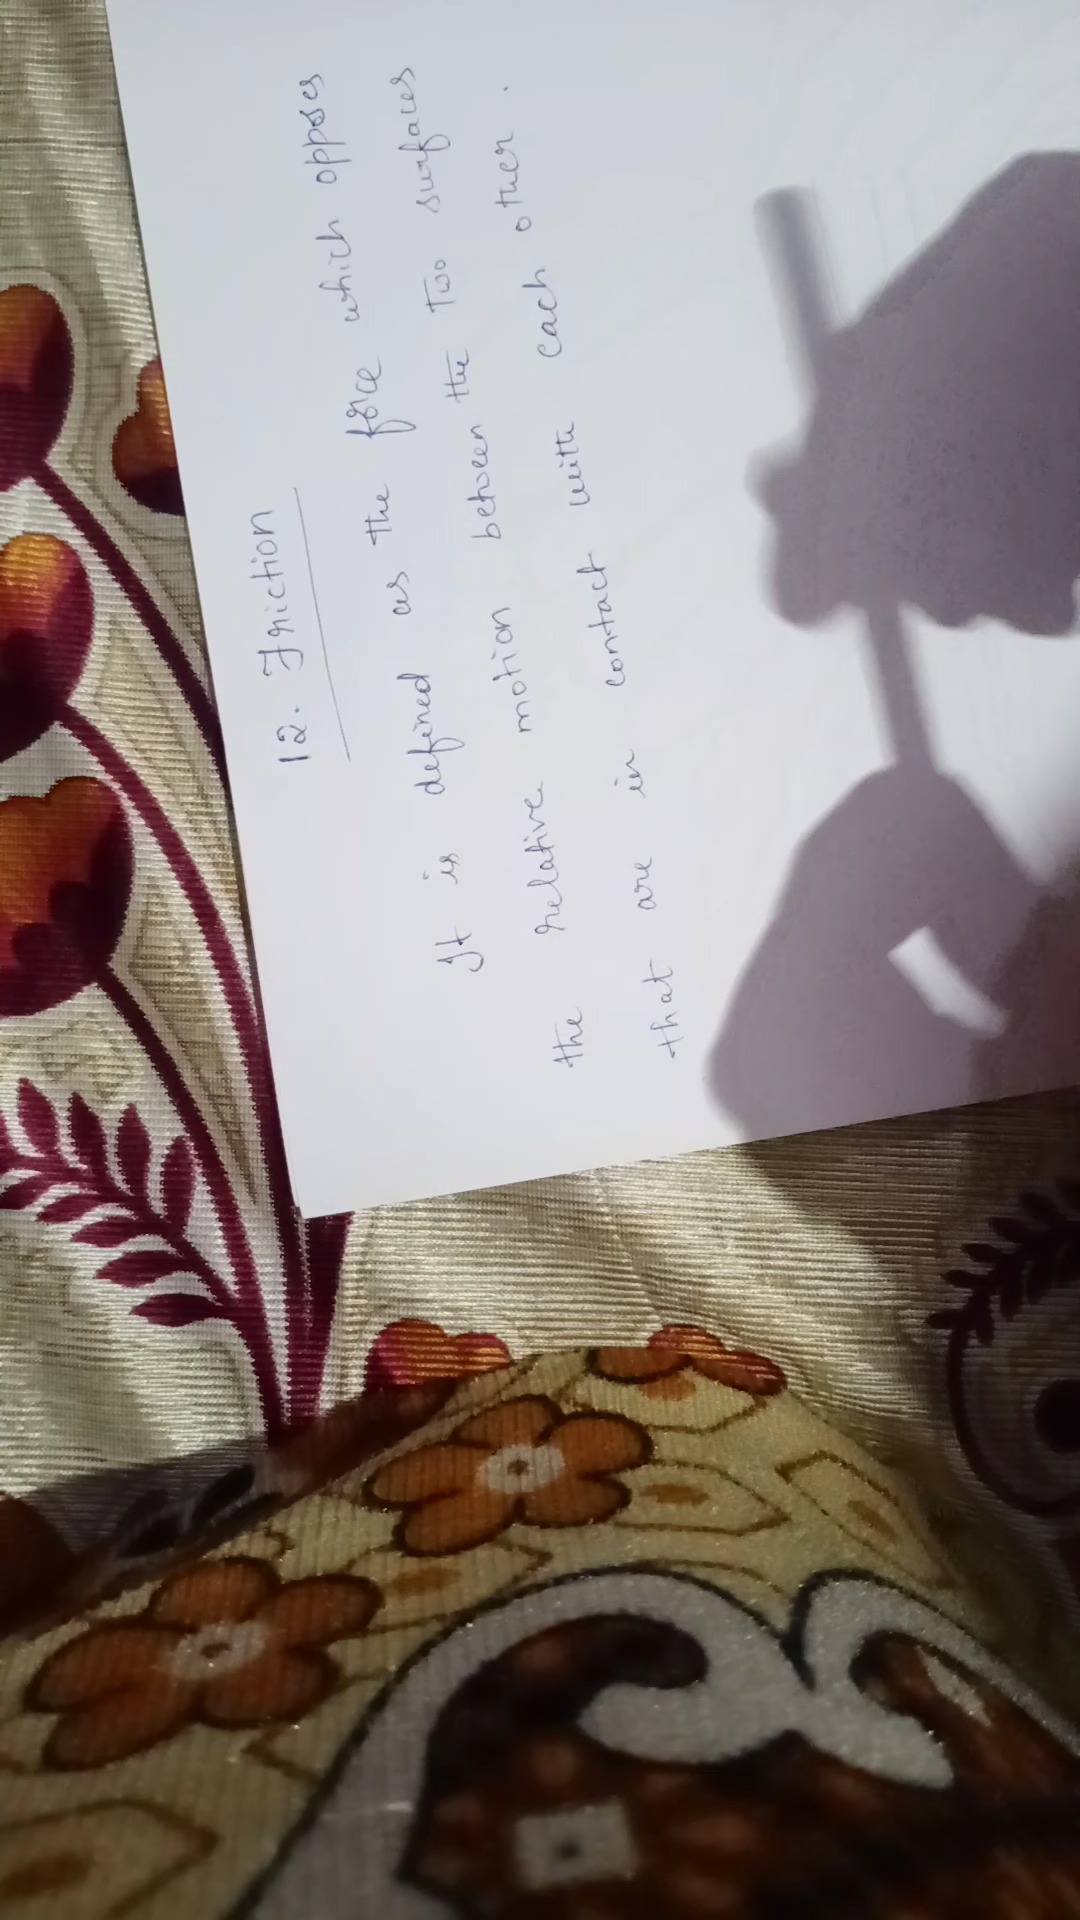 12. Friction
It is defined as the force which opposes
the relative motion between the two surfaces
that are in contact with each other.